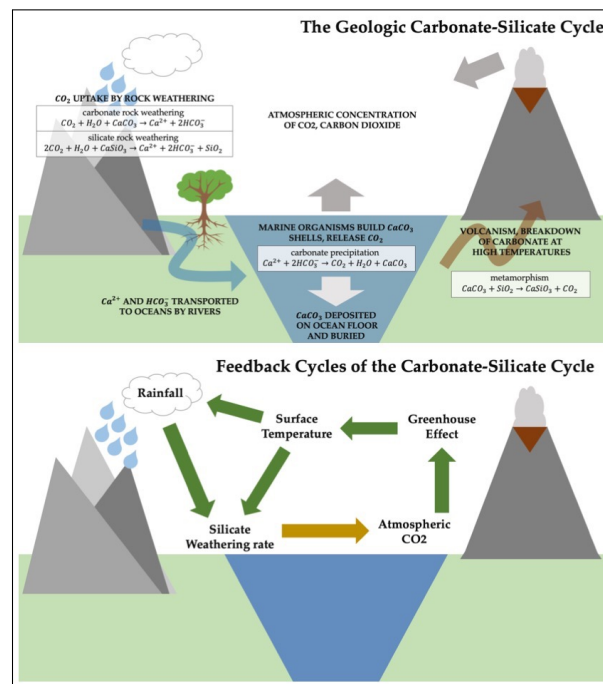 The Geologic Carbonate-Silicate Cycle
CO₂ UPTAKE BY ROCK WEATHERING
carbonate rock weathering
CO₂ + H₂O + CaCO₃ → Ca²⁺ + 2HCO₃⁻
silicate rock weathering
2CO₂ + H₂O + CaSiO₃ → Ca²⁺ + 2HCO₃⁻ + SiO₂
ATMOSPHERIC CONCENTRATION
OF CO2, CARBON DIOXIDE
MARINE ORGANISMS BUILD CaCO₃
SHELLS, RELEASE CO₂
carbonate precipitation
Ca²⁺ + 2HCO₃⁻ → CO₂ + H₂O + CaCO₃
VOLCANISM, BREAKDOWN
OF CARBONATE AT
HIGH TEMPERATURES
metamorphism
CaCO₃ + SiO₂ → CaSiO₃ + CO₂
Ca²⁺ AND HCO₃⁻ TRANSPORTED
TO OCEANS BY RIVERS
CaCO₃ DEPOSITED
ON OCEAN FLOOR
AND BURIED
Feedback Cycles of the Carbonate-Silicate Cycle
Rainfall
Surface
Temperature
Greenhouse
Effect
Silicate
Weathering rate
Atmospheric
CO2